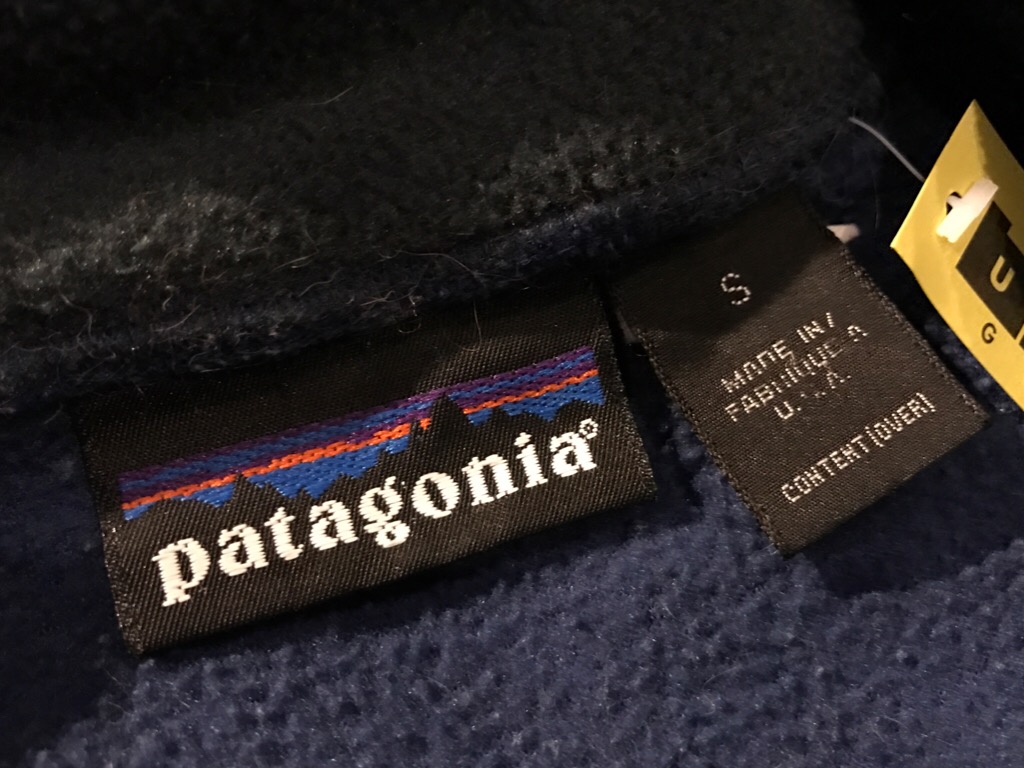 patagonia®
S
MADE IN/
FABRIQUE A
U.S.A.
CONTENT (OVER)
U
G